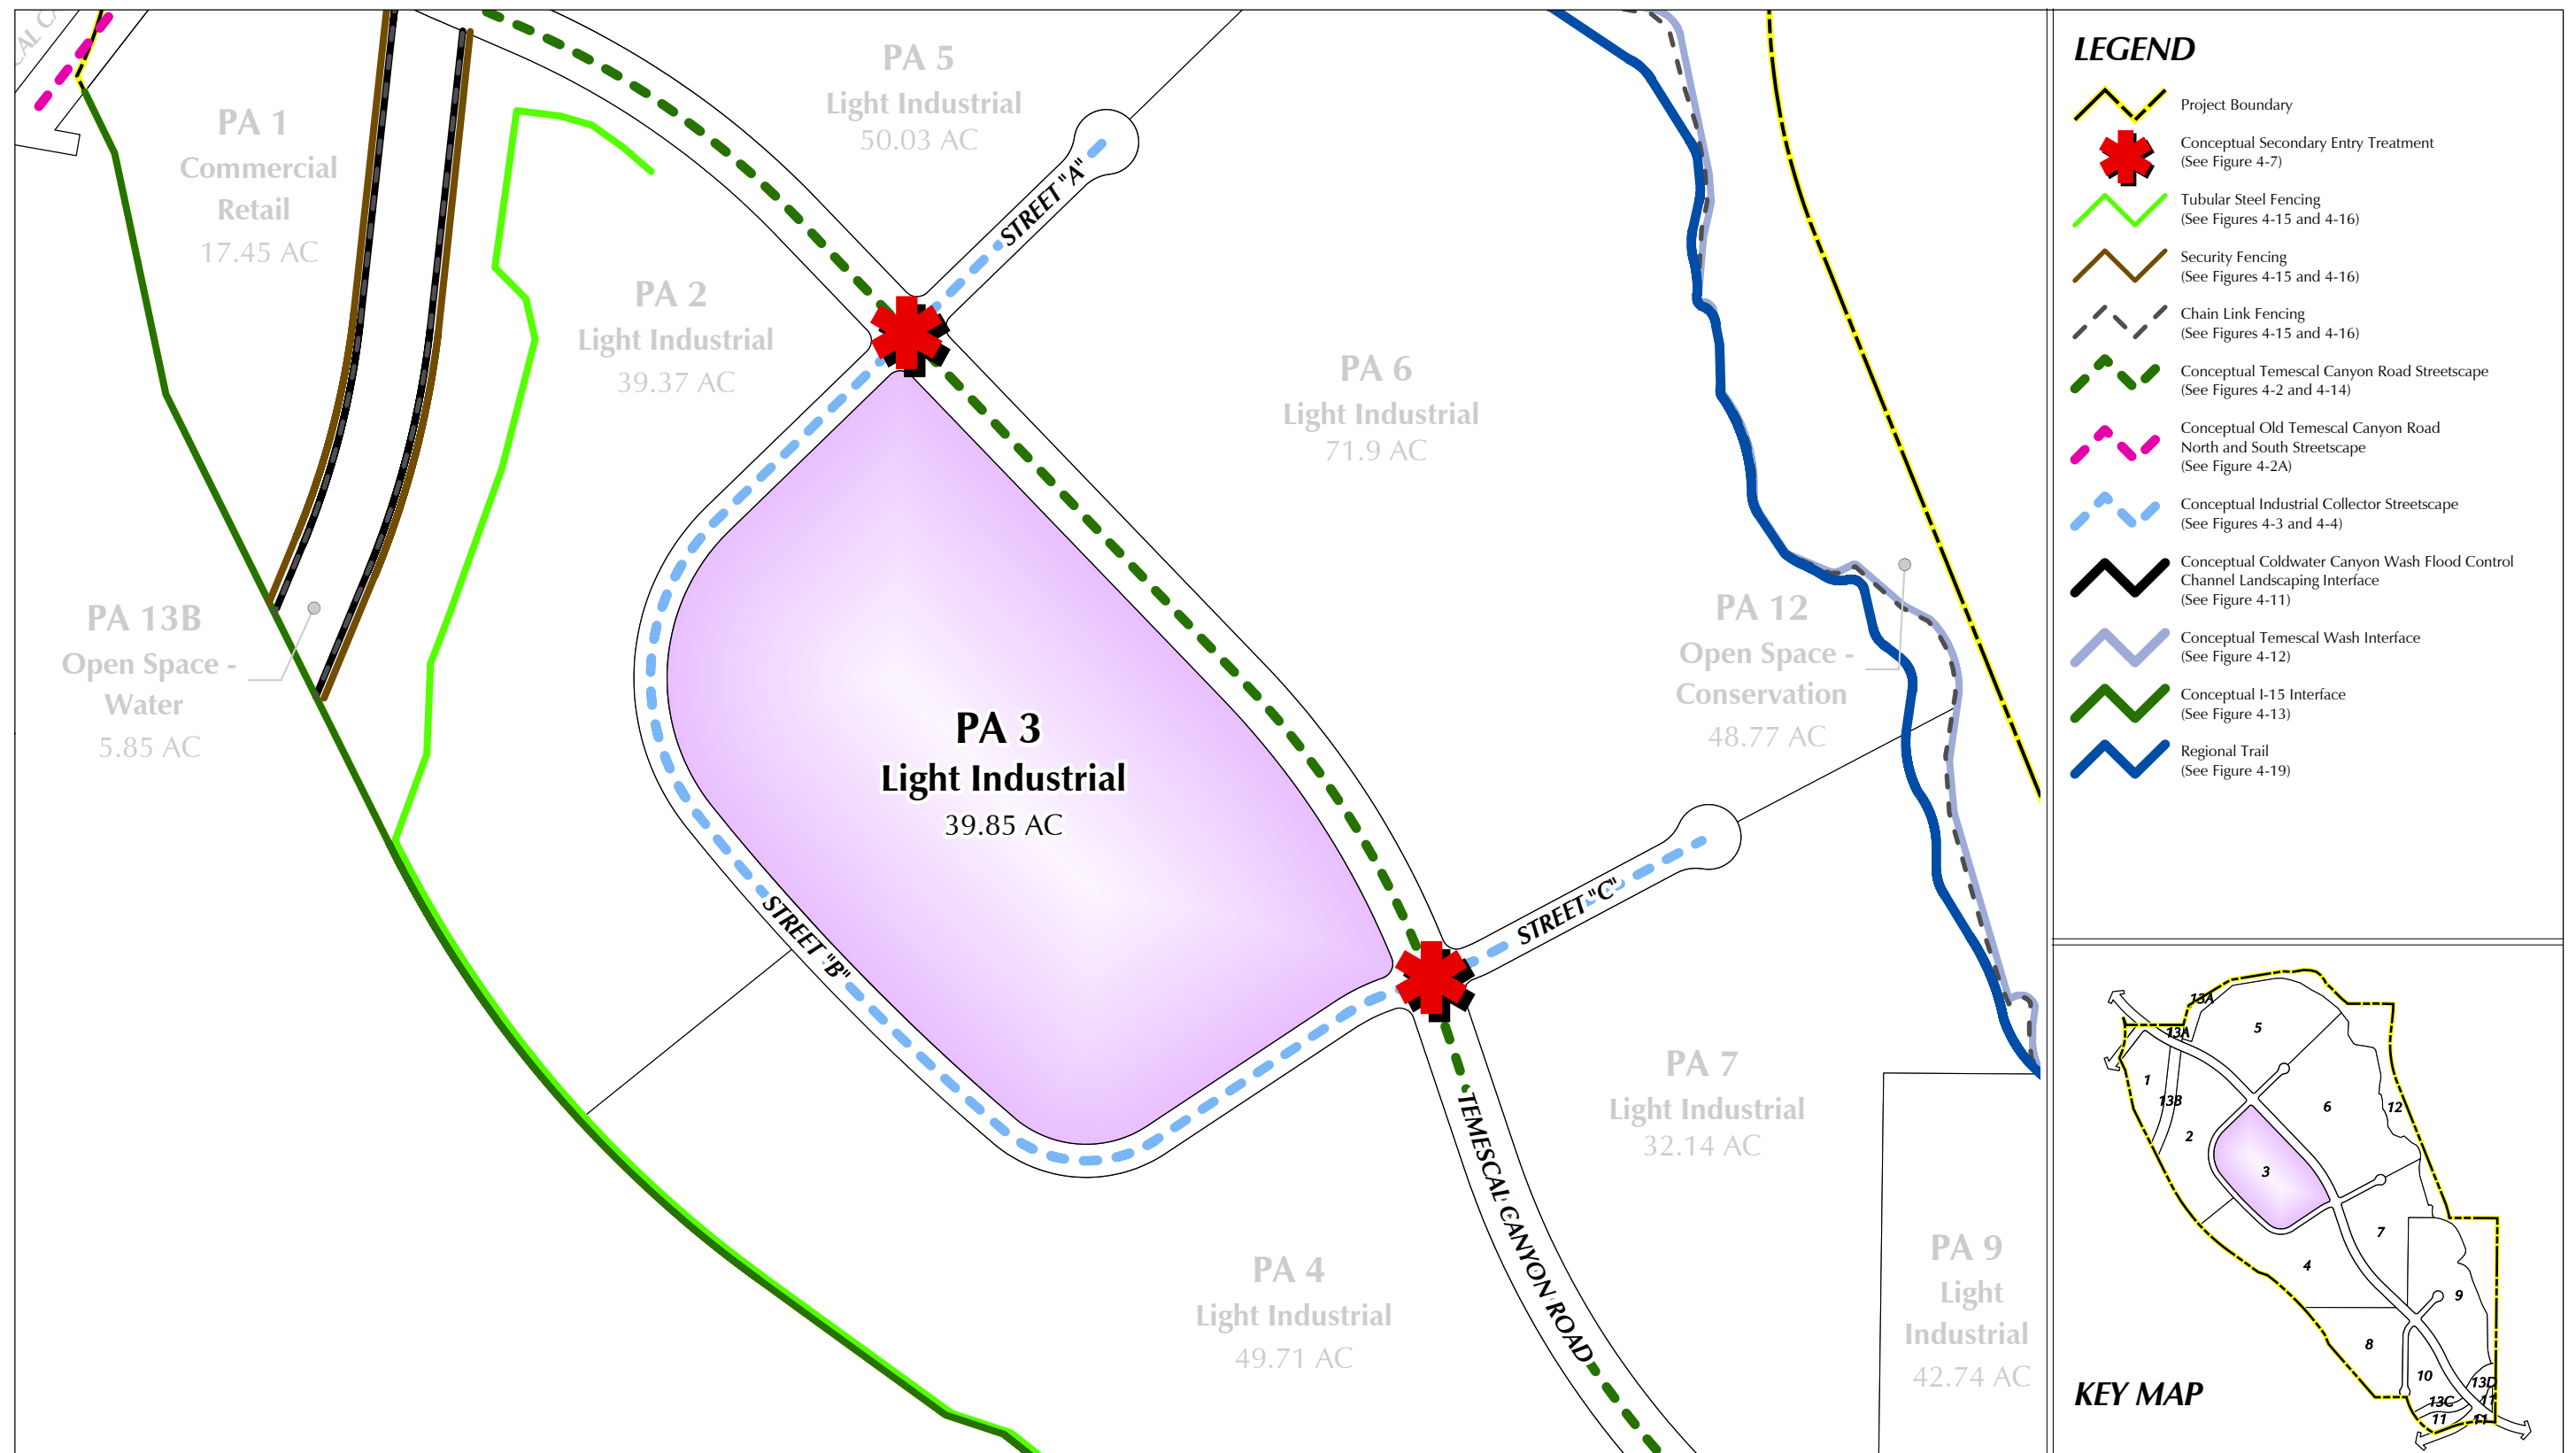 PA 1
Commercial
Retail
17.45 AC
PA 5
Light Industrial
50.03 AC
STREET "A"
PA 2
Light Industrial
39.37 AC
PA 6
Light Industrial
71.9 AC
PA 13B
Open Space -
Water
5.85 AC
PA 12
Open Space -
Conservation
48.77 AC
PA 3
Light Industrial
39.85 AC
STREET "B"
STREET "C"
PA 7
Light Industrial
32.14 AC
TEMESCAL CANYON ROAD
PA 4
Light Industrial
49.71 AC
PA 9
Light
Industrial
42.74 AC
LEGEND
Project Boundary
Conceptual Secondary Entry Treatment
(See Figure 4-7)
Tubular Steel Fencing
(See Figures 4-15 and 4-16)
Security Fencing
(See Figures 4-15 and 4-16)
Chain Link Fencing
(See Figures 4-15 and 4-16)
Conceptual Temescal Canyon Road Streetscape
(See Figures 4-2 and 4-14)
Conceptual Old Temescal Canyon Road
North and South Streetscape
(See Figure 4-2A)
Conceptual Industrial Collector Streetscape
(See Figures 4-3 and 4-4)
Conceptual Coldwater Canyon Wash Flood Control
Channel Landscaping Interface
(See Figure 4-11)
Conceptual Temescal Wash Interface
(See Figure 4-12)
Conceptual I-15 Interface
(See Figure 4-13)
Regional Trail
(See Figure 4-19)
13A
13A
5
1
13B
2
6
12
3
7
4
9
8
10
13D
11
13C
11
11
KEY MAP